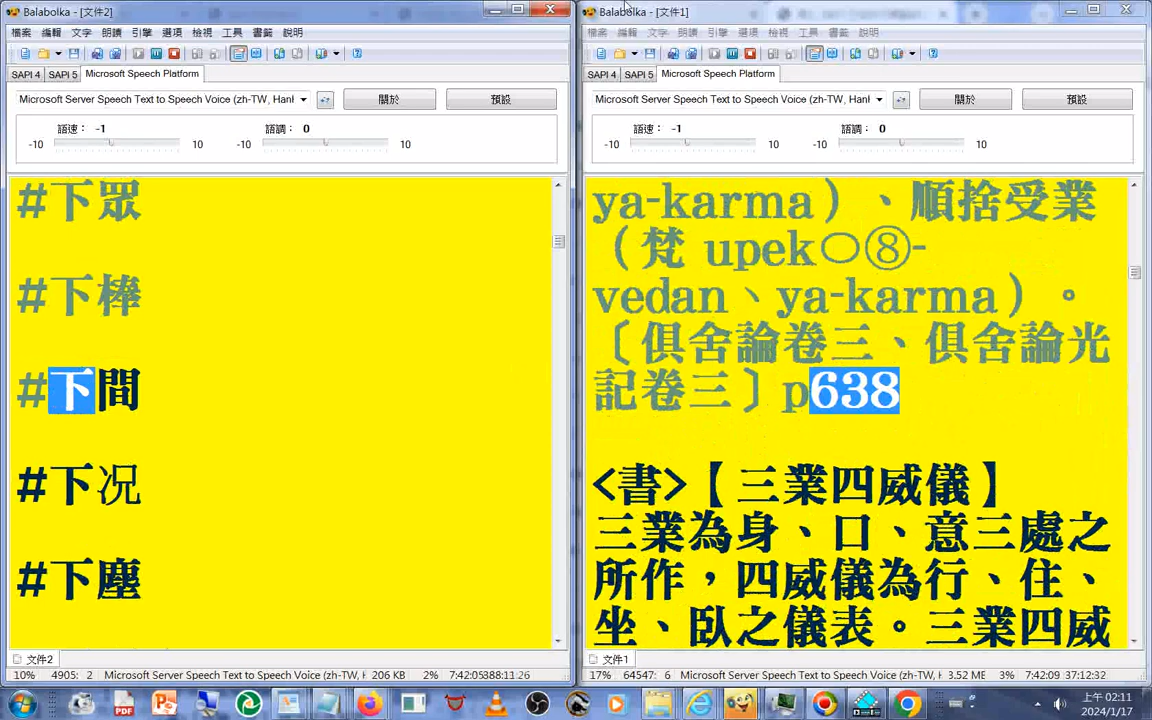 Balabolka - [文件2]
檔案 編輯 文字 朗讀 引擎 選項 檢視 工具 書籤 說明
SAPI 4 SAPI 5 Microsoft Speech Platform
Microsoft Server Speech Text to Speech Voice (zh-TW, Hanl
關於 預設
語速： -1 語調： 0
-10 10 -10 10
#下眾
#下棒
#下間
#下况
#下塵
文件2
10% 4905: 2 Microsoft Server Speech Text to Speech Voice (zh-TW, H 206 KB 2% 7:42:05388:11:26
Balabolka - [文件1]
檔案 編輯 文字 朗讀 引擎 選項 檢視 工具 書籤 說明
SAPI 4 SAPI 5 Microsoft Speech Platform
Microsoft Server Speech Text to Speech Voice (zh-TW, Hanl
關於 預設
語速： -1 語調： 0
-10 10 -10 10
ya-karma）、順捨受業
（梵 upek○⑧-
vedan、ya-karma）。
〔俱舍論卷三、俱舍論光
記卷三〕p638
<書>【三業四威儀】
三業為身、口、意三處之
所作，四威儀為行、住、
坐、臥之儀表。三業四威
文件1
17% 64547: 6 Microsoft Server Speech Text to Speech Voice (zh-TW, H 3.52 ME 3% 7:42:09 37:12:32
上午 02:11
2024/1/17